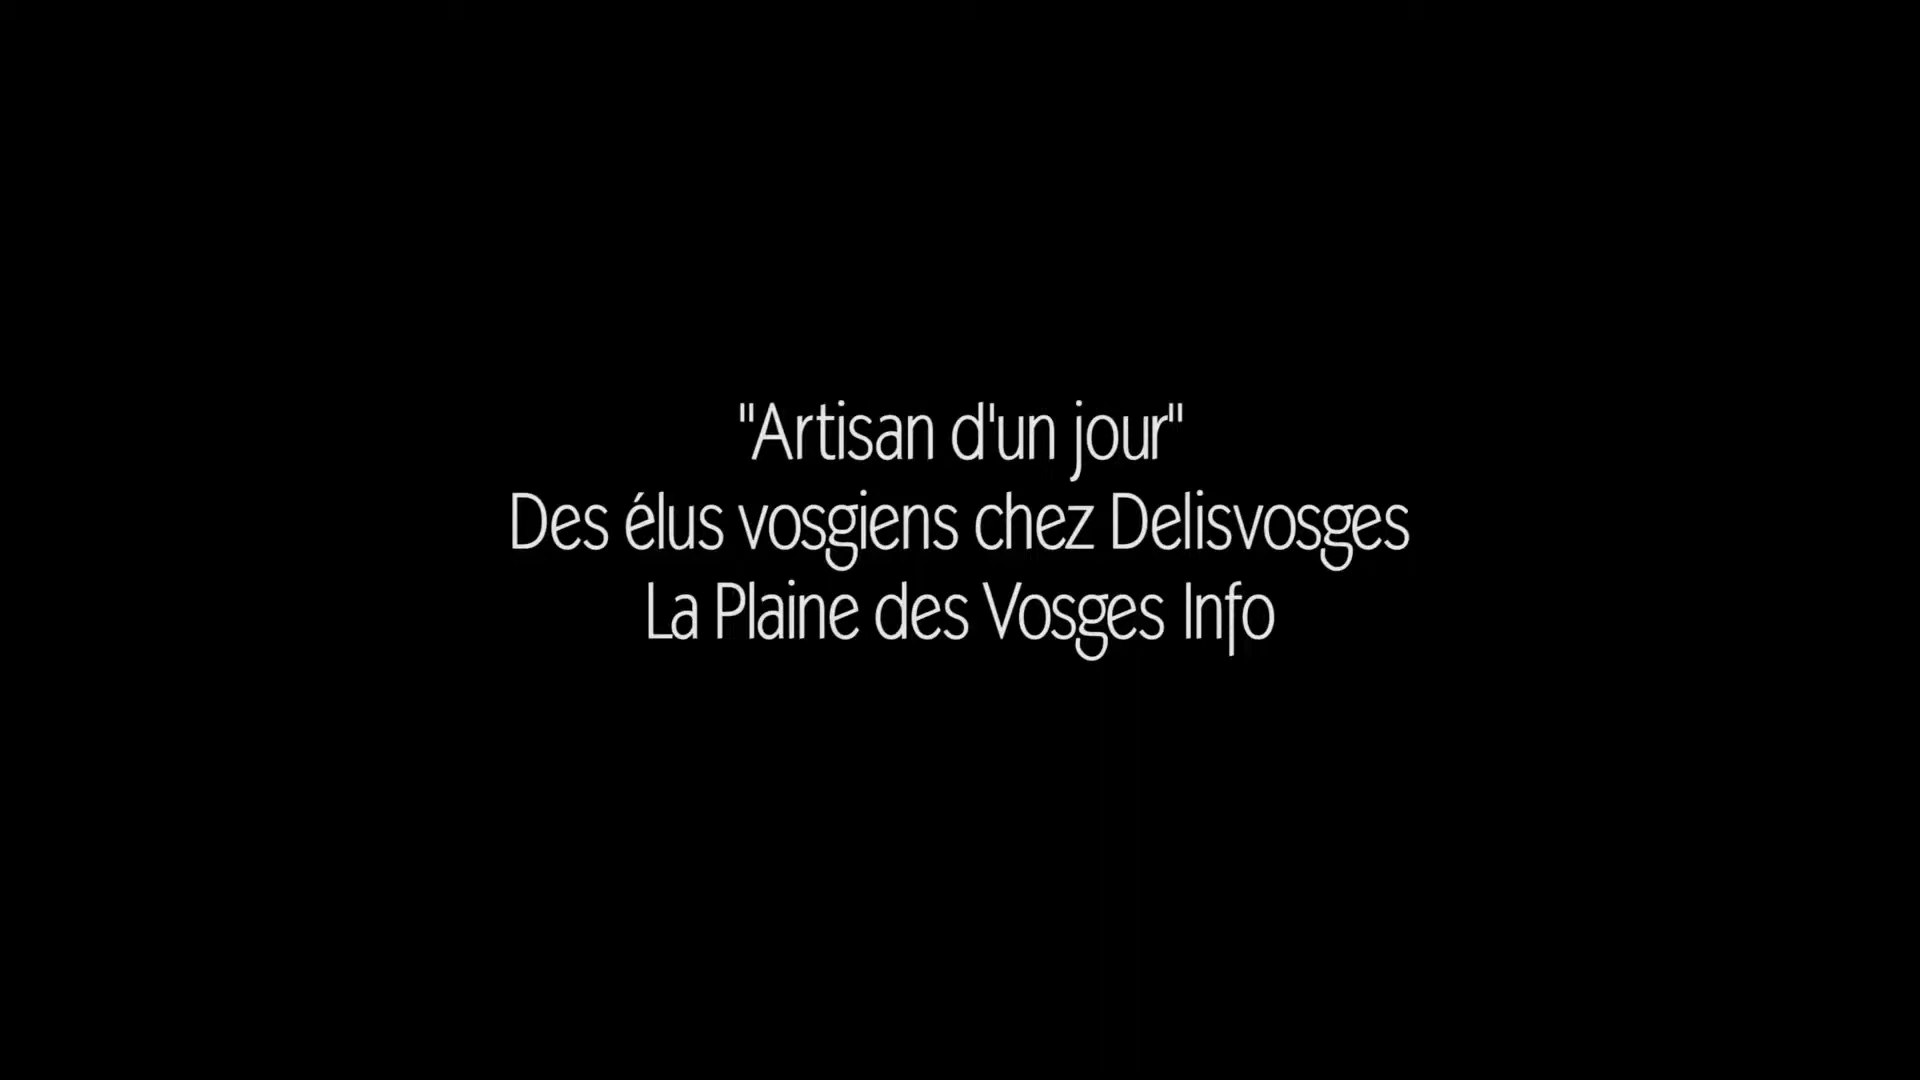 "Artisan d'un jour"
Des élus vosgiens chez Delisvosges
La Plaine des Vosges Info